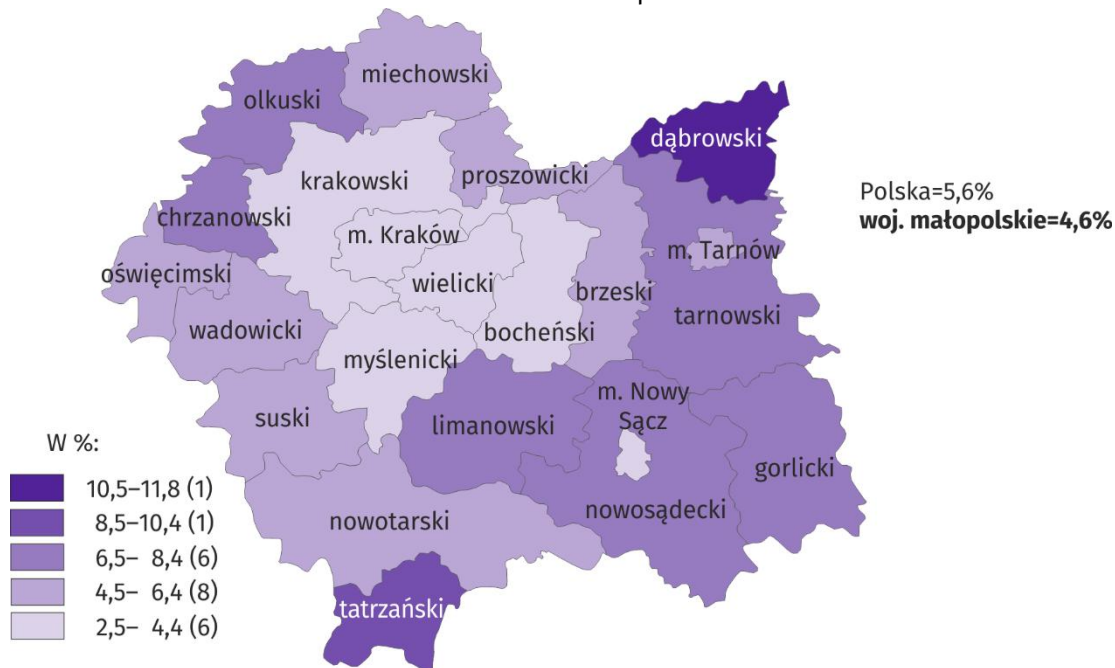 miechowski
olkuski
dąbrowski
krakowski
proszowicki
chrzanowski
Polska=5,6%
woj. małopolskie=4,6%
m. Kraków
m. Tarnów
oświęcimski
wielicki
brzeski
tarnowski
wadowicki
bocheński
myślenicki
m. Nowy
Sącz
suski
limanowski
gorlicki
nowosądecki
nowotarski
tatrzański
W %:
10,5–11,8 (1)
8,5–10,4 (1)
6,5– 8,4 (6)
4,5– 6,4 (8)
2,5– 4,4 (6)